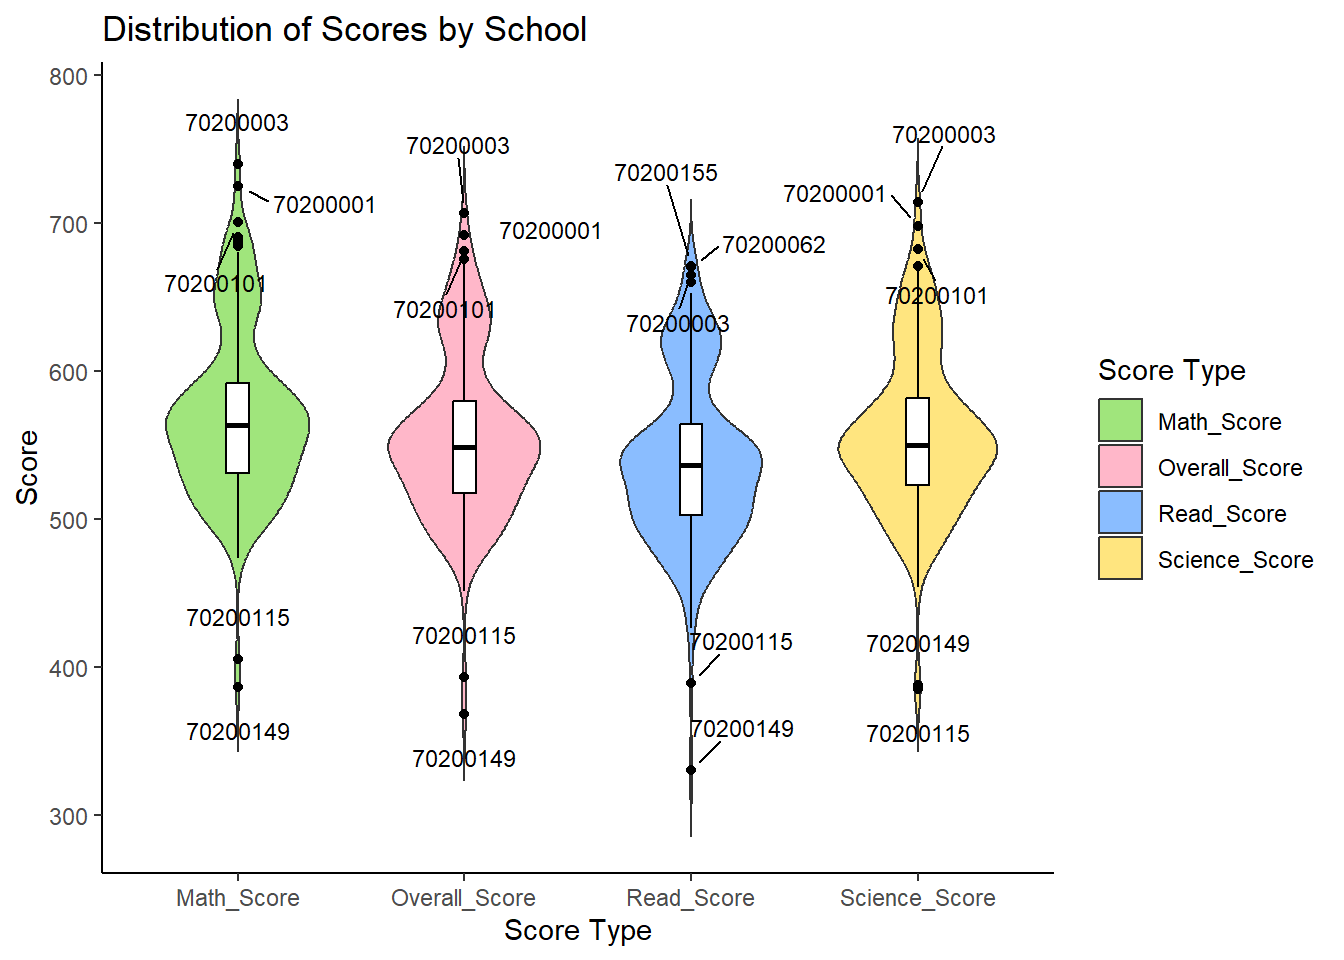 Distribution of Scores by School
800
700
600
500
400
300
Score
70200003
70200001
70200101
70200115
70200149
70200003
70200001
70200101
70200115
70200149
70200155
70200062
70200003
70200115
70200149
70200003
70200001
70200101
70200149
70200115
Math_Score
Overall_Score
Read_Score
Science_Score
Score Type
Score Type
Math_Score
Overall_Score
Read_Score
Science_Score